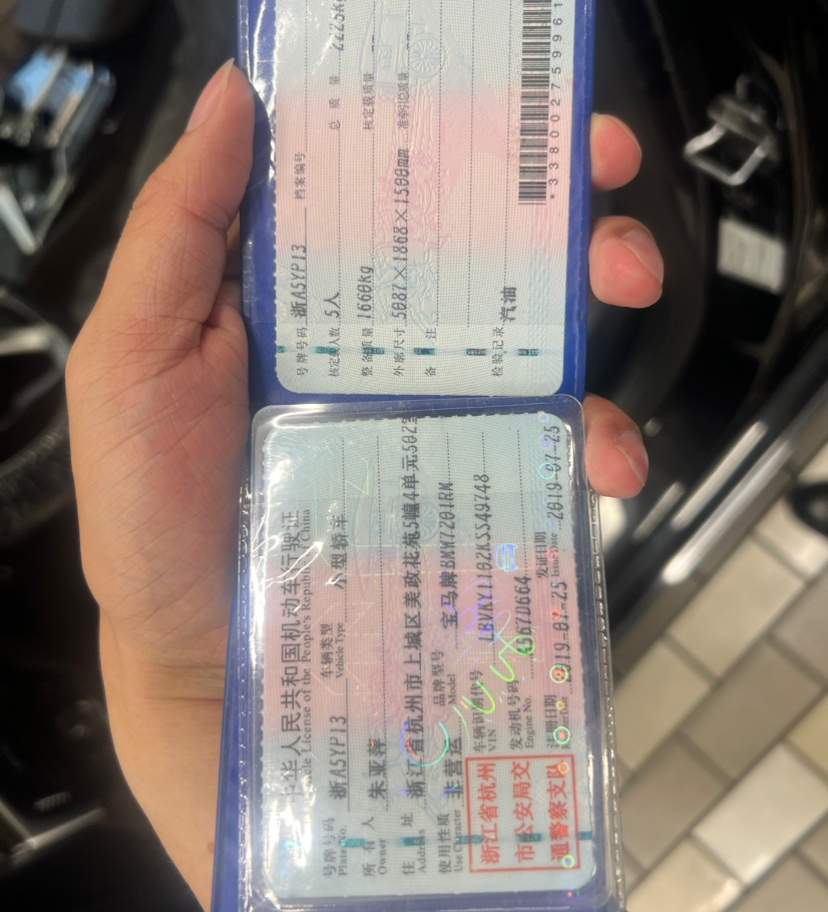 中华人民共和国机动车行驶证
Vehicle License of the People's Republic of China
号牌号码 浙A5YP13 车辆类型 小型轿车
Plate No. Vehicle Type
所有人 朱亚萍
Owner
住址 浙江省杭州市上城区美政花苑5幢4单元502室
Address
使用性质 非营运 品牌型号 宝马牌BMW7201RM
Use Character Model
浙江省杭州
市公安局交
通警察支队
车辆识别代号 LBVKY1102KSS49748
VIN
发动机号码 4567D664
Engine No.
注册日期 2019-07-25 发证日期 2019-07-25
Issue Date
号牌号码 浙A5YP13 档案编号
核定载人数 5人 总质量 2225kg
整备质量 1660kg 核定载质量
外廓尺寸 5087×1868×1500mm 准牵引总质量
备注
检验记录 汽油
*338002759961